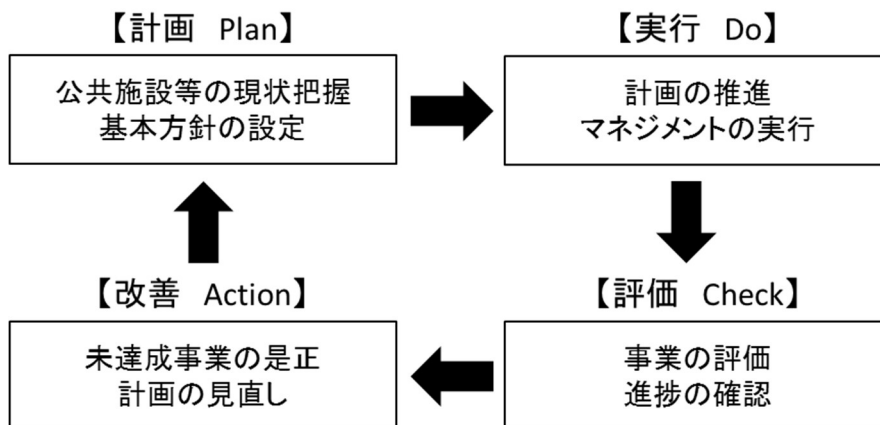 【計画 Plan】
公共施設等の現状把握
基本方針の設定
【実行 Do】
計画の推進
マネジメントの実行
【改善 Action】
未達成事業の是正
計画の見直し
【評価 Check】
事業の評価
進捗の確認